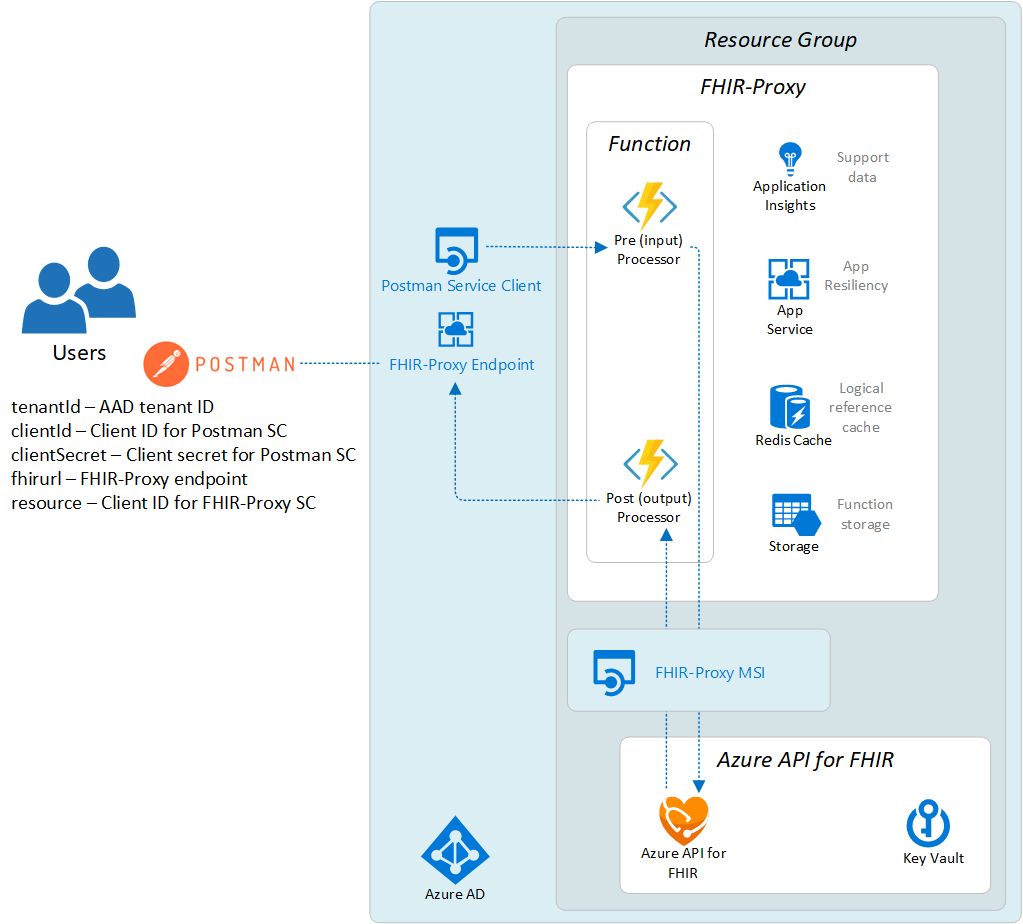 Resource Group
FHIR-Proxy
Function
Pre (input)
Processor
Application
Insights
Support
data
Postman Service Client
App
Service
App
Resiliency
FHIR-Proxy Endpoint
Users
POSTMAN
tenantId – AAD tenant ID
clientId – Client ID for Postman SC
clientSecret – Client secret for Postman SC
fhirurl – FHIR-Proxy endpoint
resource – Client ID for FHIR-Proxy SC
Redis Cache
Logical
reference
cache
Post (output)
Processor
Storage
Function
storage
FHIR-Proxy MSI
Azure API for FHIR
Azure API for
FHIR
Key Vault
Azure AD